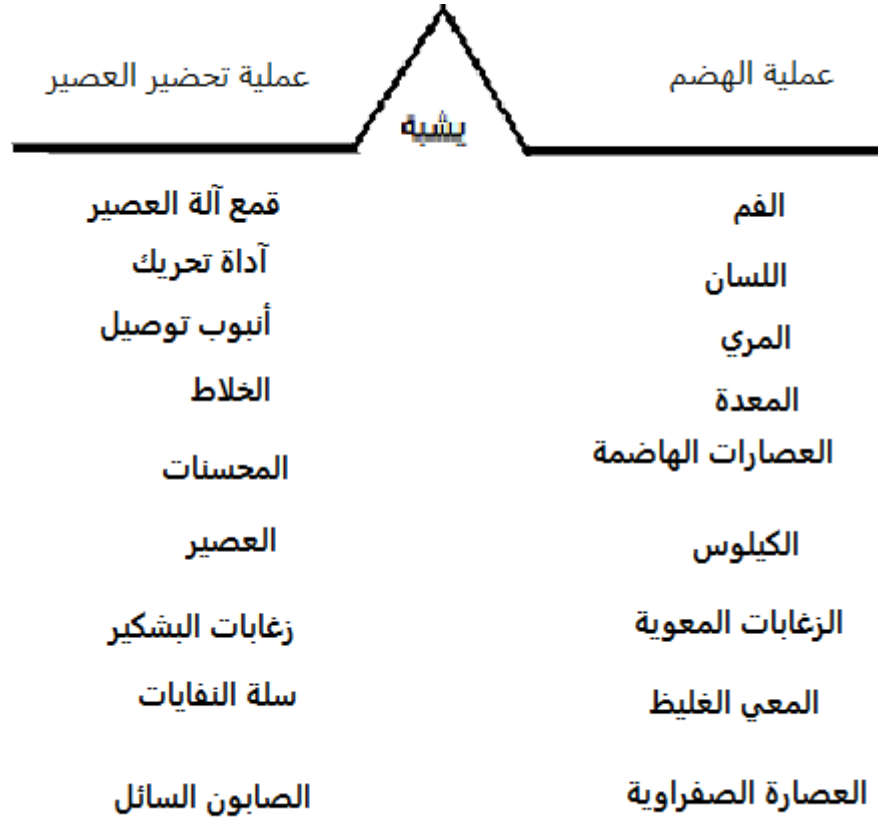 عملية الهضم
عملية تحضير العصير
يشبة
الفم
قمع آلة العصير
اللسان
آداة تحريك
المري
أنبوب توصيل
المعدة
الخلاط
العصارات الهاضمة
المحسنات
الكيلوس
العصير
الزغابات المعوية
زغابات البشكير
المعي الغليظ
سلة النفايات
العصارة الصفراوية
الصابون السائل